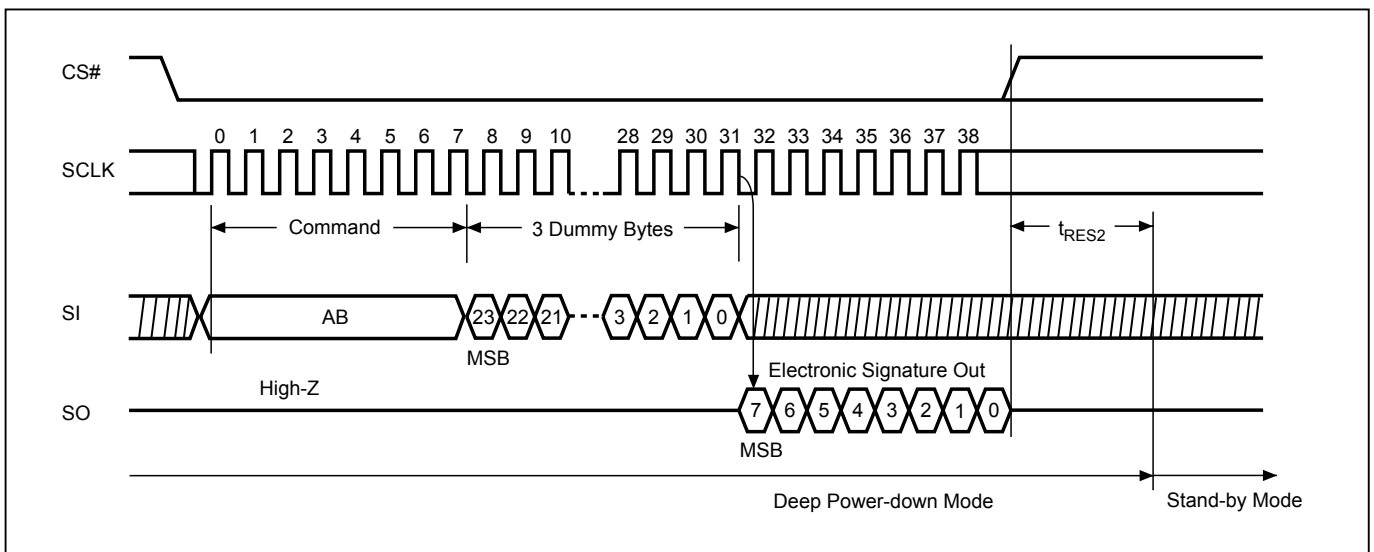 CS#
0 1 2 3 4 5 6 7 8 9 10 28 29 30 31 32 33 34 35 36 37 38
SCLK
Command 3 Dummy Bytes tRES2
SI AB 23 22 21 3 2 1 0
MSB
Electronic Signature Out
High-Z
SO 7 6 5 4 3 2 1 0
MSB
Deep Power-down Mode Stand-by Mode